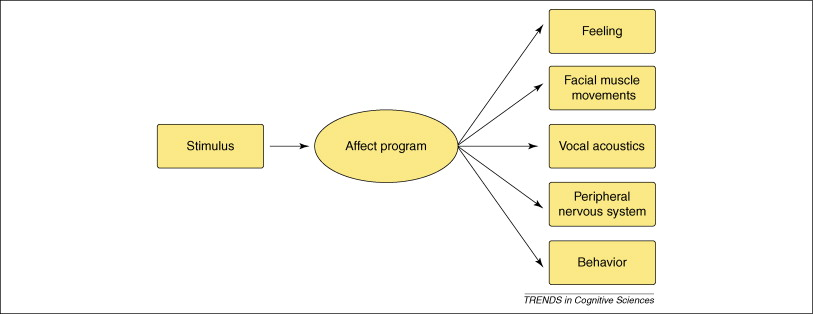 Feeling
Facial muscle
movements
Stimulus
Affect program
Vocal acoustics
Peripheral
nervous system
Behavior
TRENDS in Cognitive Sciences